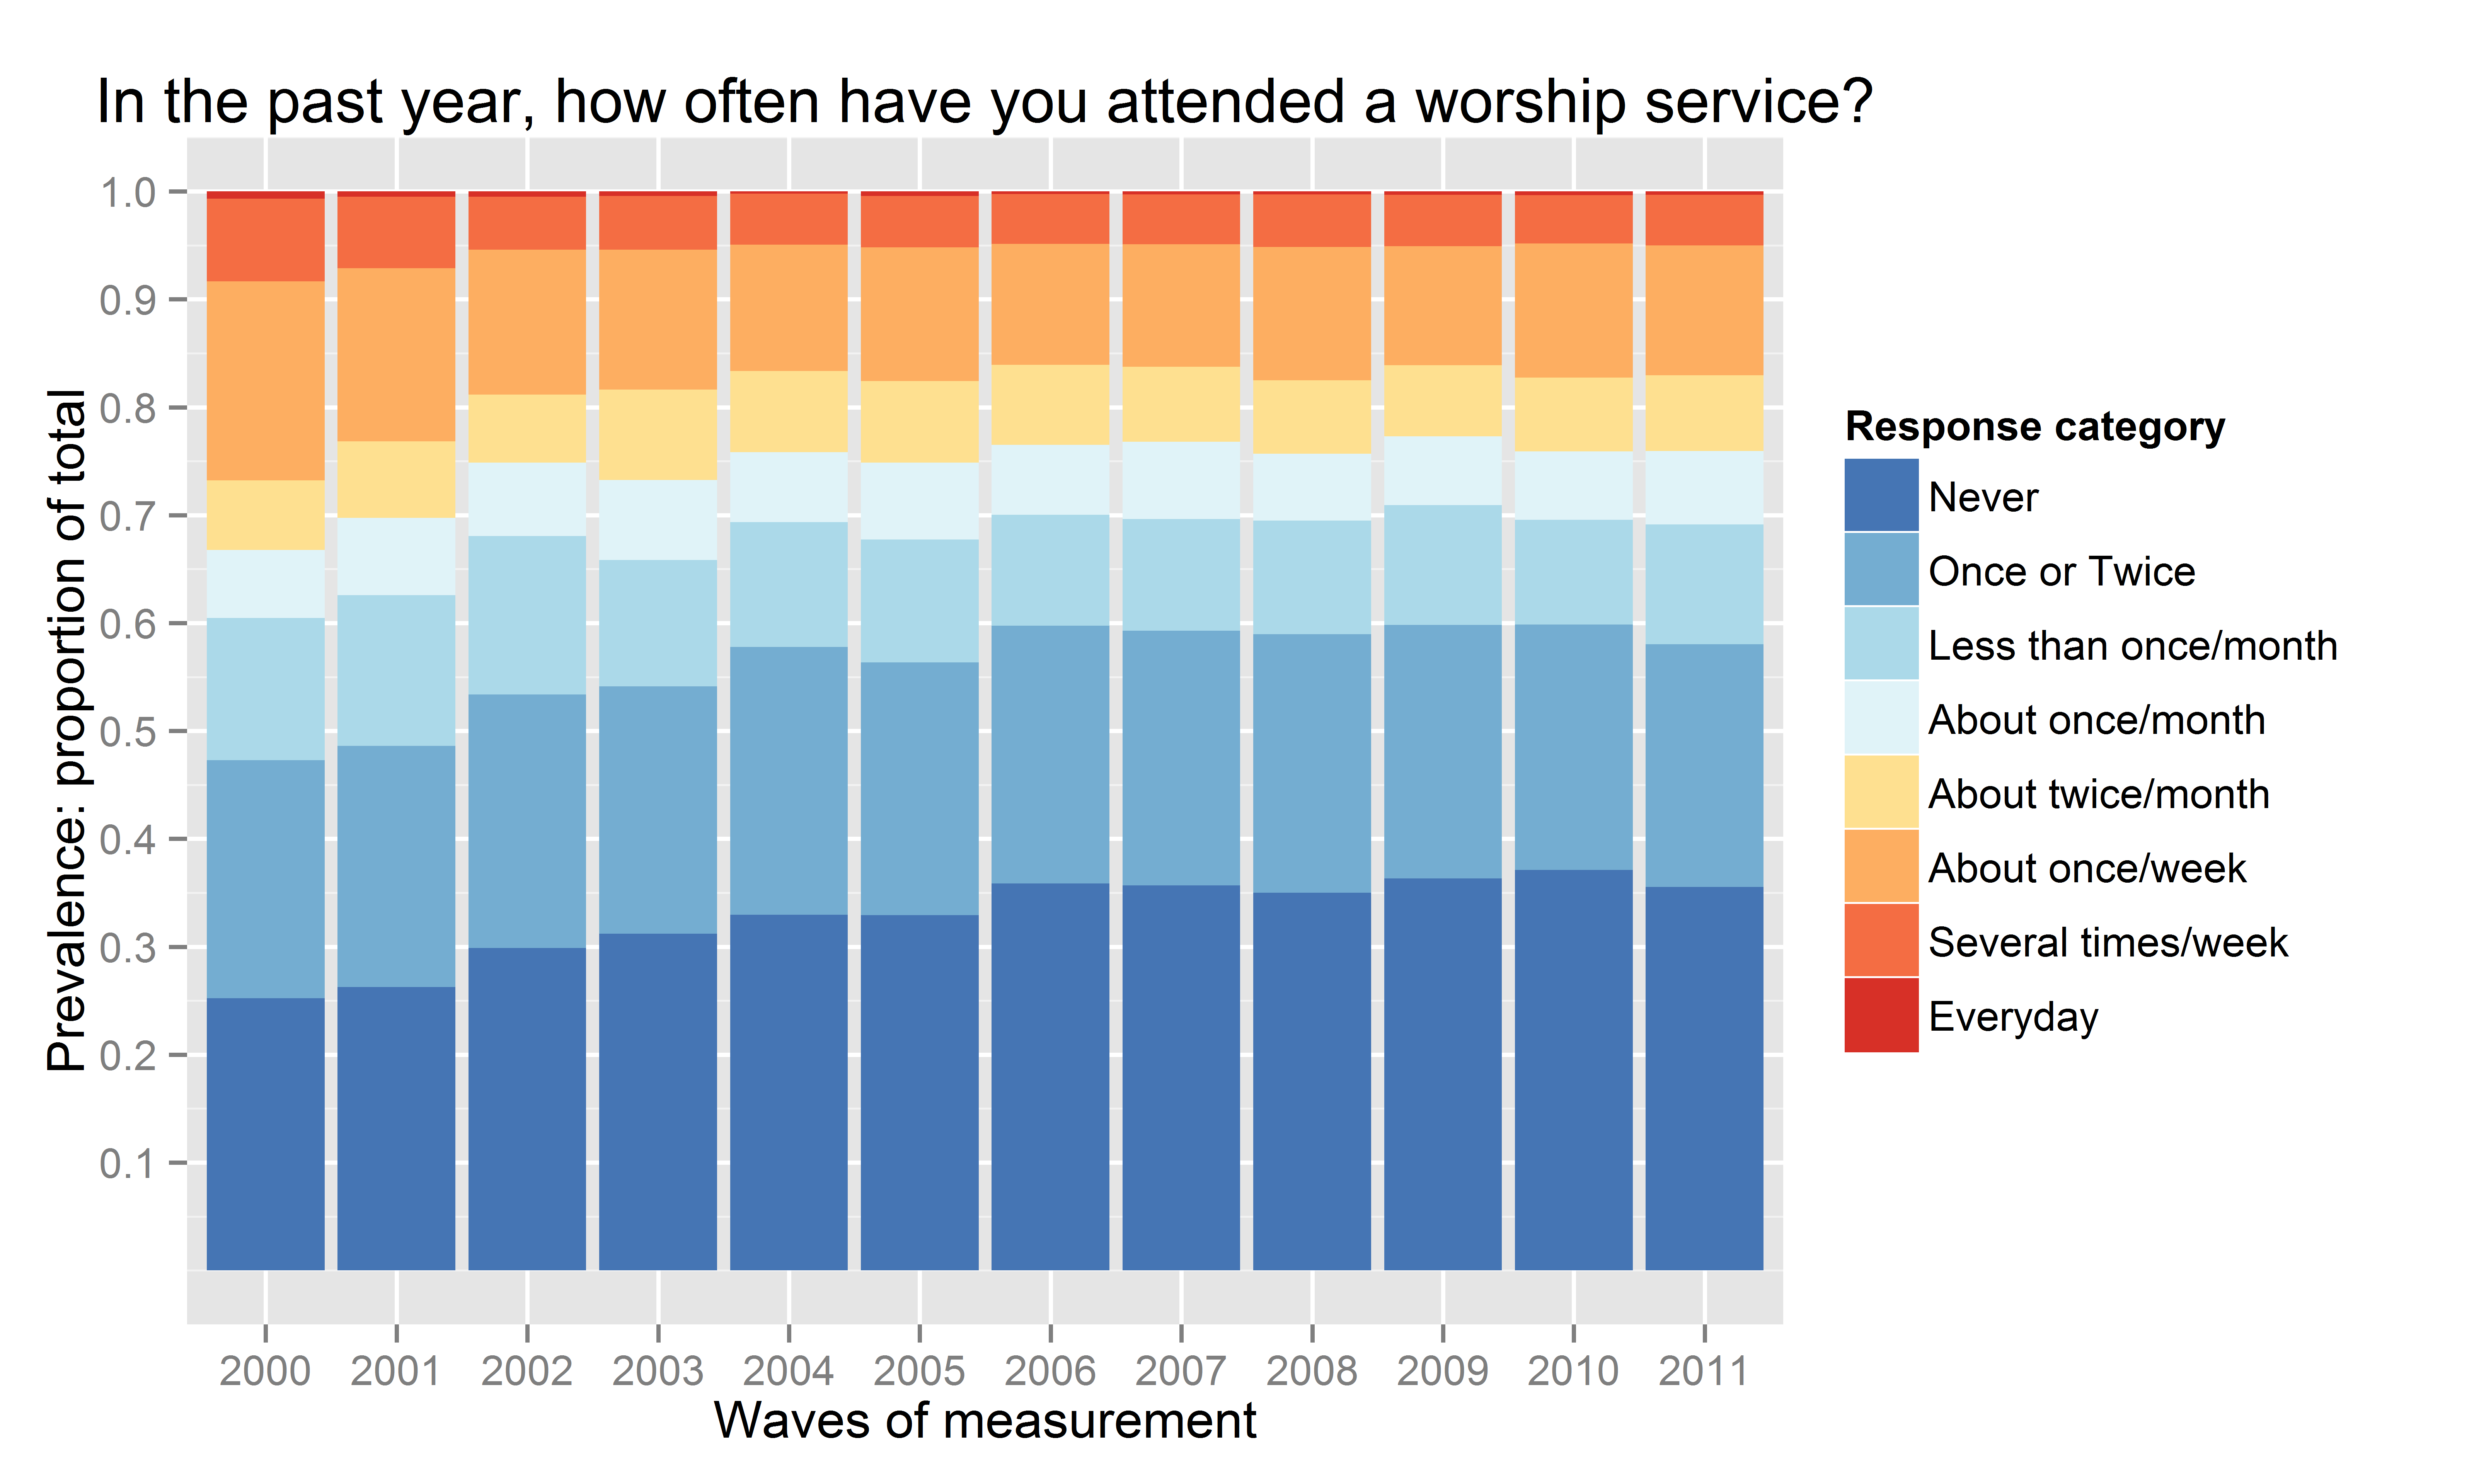 In the past year, how often have you attended a worship service?
Prevalence: proportion of total
1.0
0.9
0.8
0.7
0.6
0.5
0.4
0.3
0.2
0.1
2000 2001 2002 2003 2004 2005 2006 2007 2008 2009 2010 2011
Waves of measurement
Response category
Never
Once or Twice
Less than once/month
About once/month
About twice/month
About once/week
Several times/week
Everyday